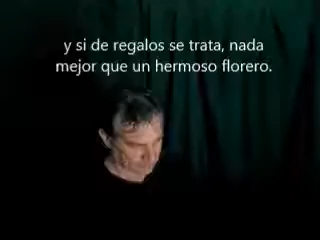 y si de regalos se trata, nada
mejor que un hermoso florero.